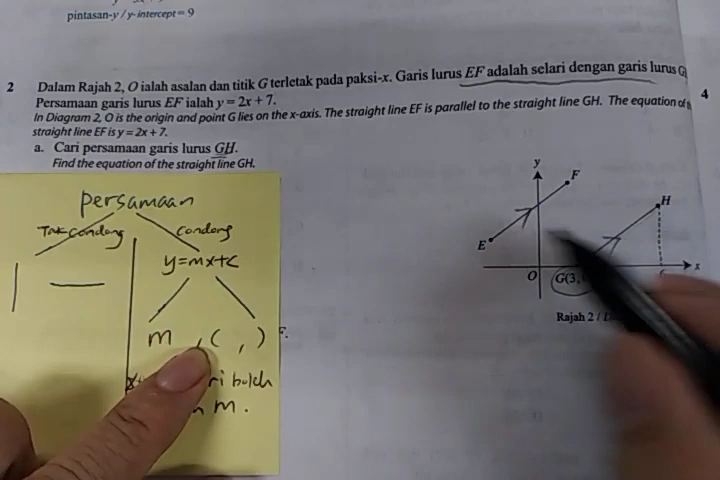 pintasan-y / y-intercept = 9
2 Dalam Rajah 2, O ialah asalan dan titik G terletak pada paksi-x. Garis lurus EF adalah selari dengan garis lurus
4
Persamaan garis lurus EF ialah y = 2x + 7.
In Diagram 2, O is the origin and point G lies on the x-axis. The straight line EF is parallel to the straight line GH. The equation of
straight line EF is y = 2x + 7.
a. Cari persamaan garis lurus GH.
Find the equation of the straight line GH.
persamaan
Tak condong
Condong
y=mx+c
m , ( , )
boleh
m.
F.
y
F
H
E
O
G(3,
x
Rajah 2 /